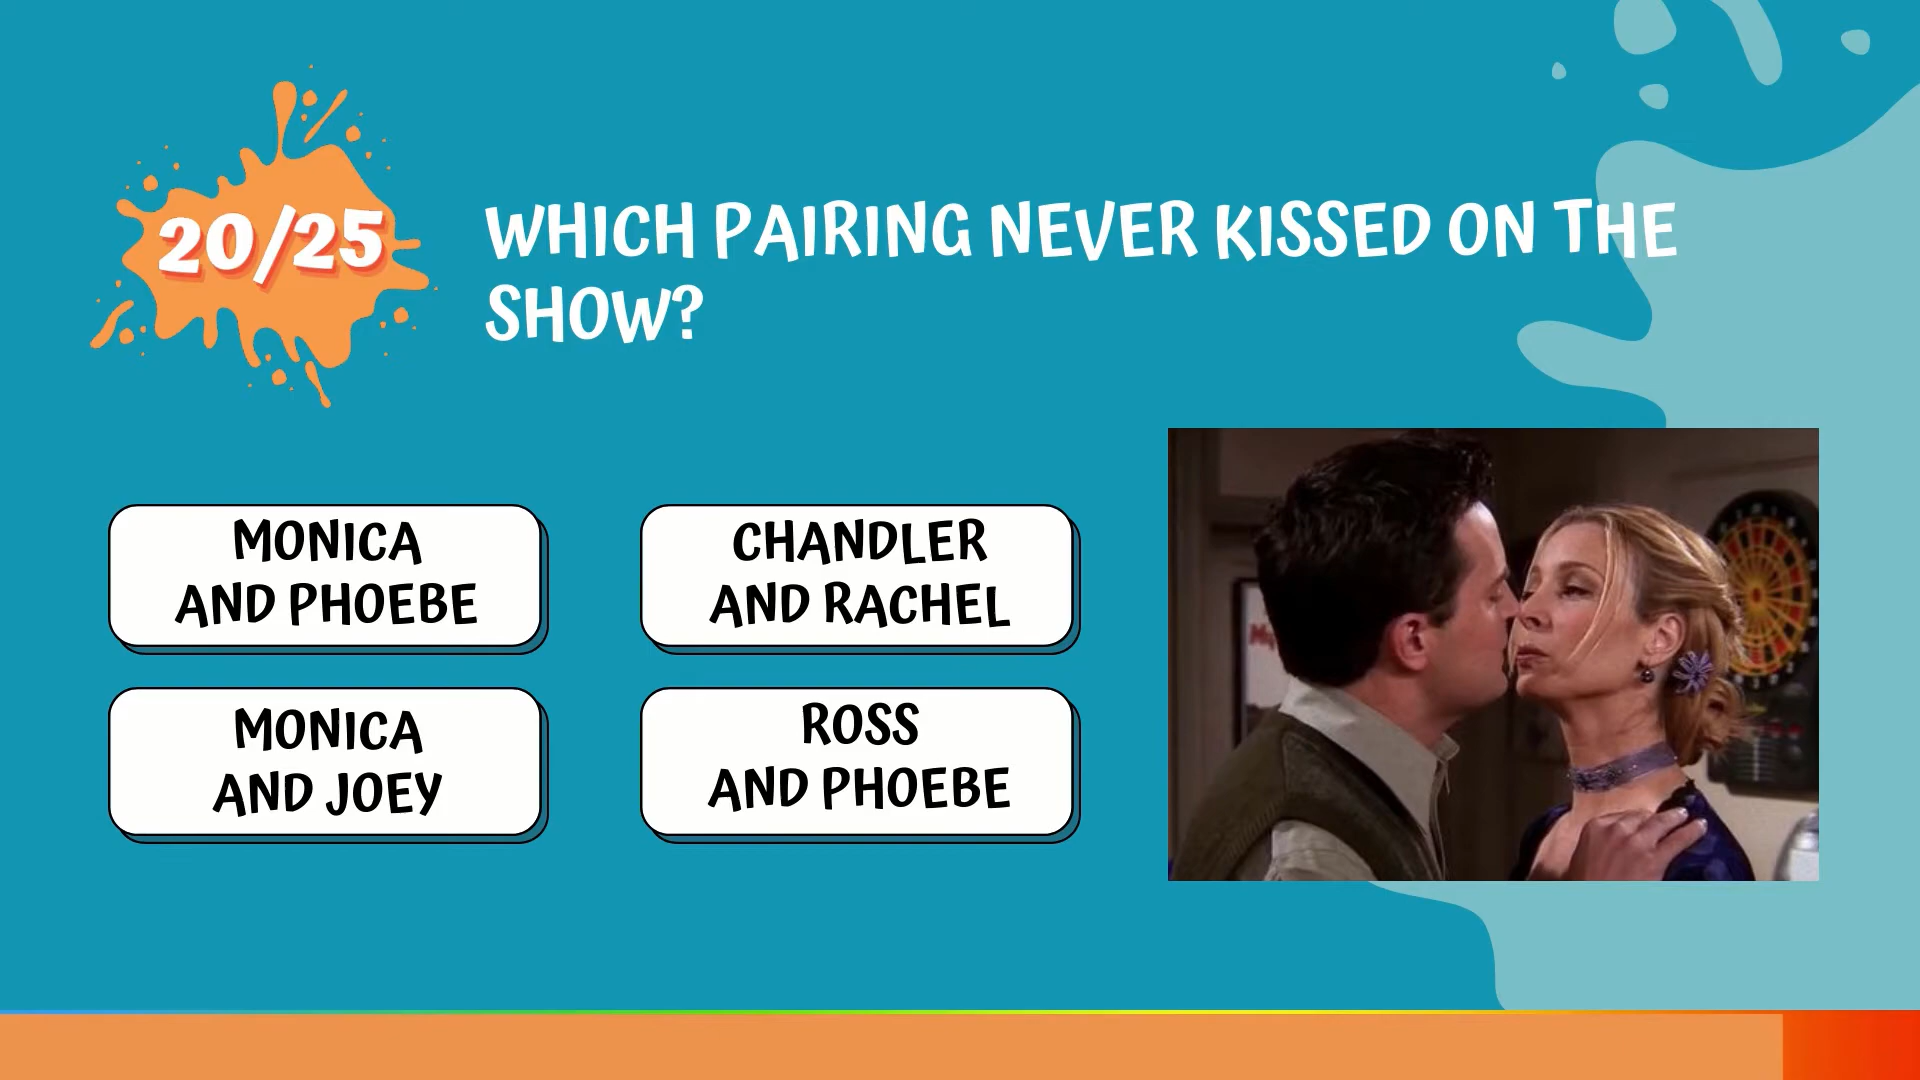 20/25
WHICH PAIRING NEVER KISSED ON THE
SHOW?
MONICA
AND PHOEBE
CHANDLER
AND RACHEL
MONICA
AND JOEY
ROSS
AND PHOEBE